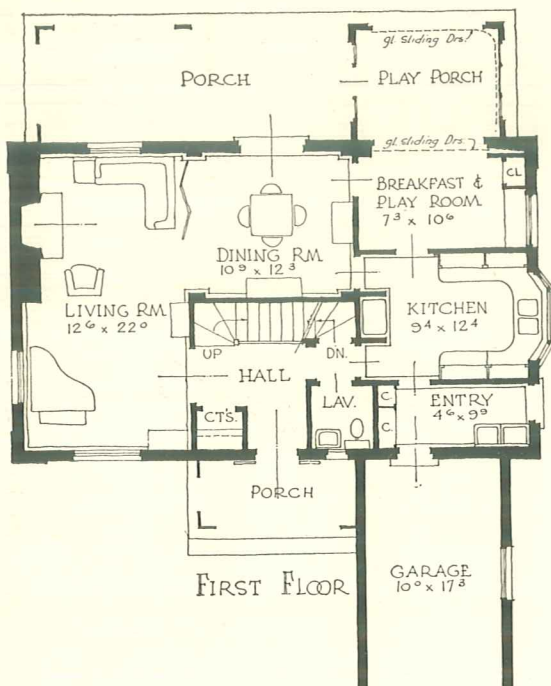 PORCH
gl. Sliding Drs.
PLAY PORCH
gl. Sliding Drs.
CL
BREAKFAST &
PLAY ROOM
7³ x 10⁶
DINING RM.
10⁹ x 12³
LIVING RM.
12⁶ x 22⁰
KITCHEN
9⁴ x 12⁴
UP
DN.
HALL
ENTRY
4⁶ x 9⁹
C.
C.
LAV.
CT'S.
PORCH
FIRST FLOOR
GARAGE
10⁰ x 17³